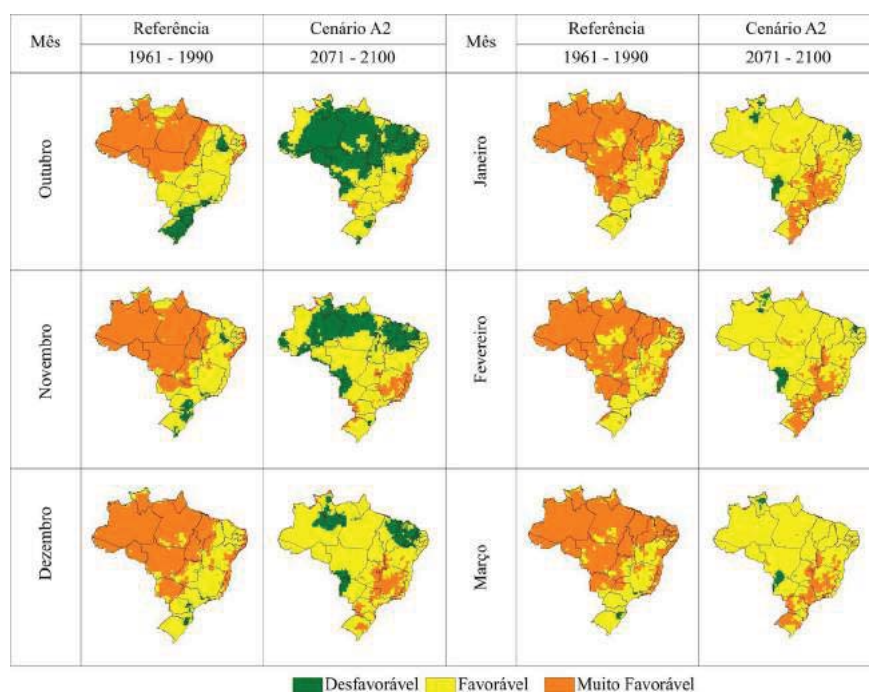 Mês Referência Cenário A2 Mês Referência Cenário A2
1961 - 1990 2071 - 2100 1961 - 1990 2071 - 2100
Outubro Janeiro
Novembro Fevereiro
Dezembro Março
Desfavorável Favorável Muito Favorável